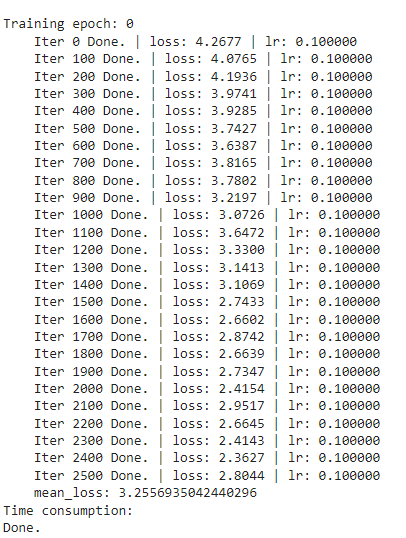 Training epoch: 0
Iter 0 Done. | loss: 4.2677 | lr: 0.100000
Iter 100 Done. | loss: 4.0765 | lr: 0.100000
Iter 200 Done. | loss: 4.1936 | lr: 0.100000
Iter 300 Done. | loss: 3.9741 | lr: 0.100000
Iter 400 Done. | loss: 3.9285 | lr: 0.100000
Iter 500 Done. | loss: 3.7427 | lr: 0.100000
Iter 600 Done. | loss: 3.6387 | lr: 0.100000
Iter 700 Done. | loss: 3.8165 | lr: 0.100000
Iter 800 Done. | loss: 3.7802 | lr: 0.100000
Iter 900 Done. | loss: 3.2197 | lr: 0.100000
Iter 1000 Done. | loss: 3.0726 | lr: 0.100000
Iter 1100 Done. | loss: 3.6472 | lr: 0.100000
Iter 1200 Done. | loss: 3.3300 | lr: 0.100000
Iter 1300 Done. | loss: 3.1413 | lr: 0.100000
Iter 1400 Done. | loss: 3.1069 | lr: 0.100000
Iter 1500 Done. | loss: 2.7433 | lr: 0.100000
Iter 1600 Done. | loss: 2.6602 | lr: 0.100000
Iter 1700 Done. | loss: 2.8742 | lr: 0.100000
Iter 1800 Done. | loss: 2.6639 | lr: 0.100000
Iter 1900 Done. | loss: 2.7347 | lr: 0.100000
Iter 2000 Done. | loss: 2.4154 | lr: 0.100000
Iter 2100 Done. | loss: 2.9517 | lr: 0.100000
Iter 2200 Done. | loss: 2.6645 | lr: 0.100000
Iter 2300 Done. | loss: 2.4143 | lr: 0.100000
Iter 2400 Done. | loss: 2.3627 | lr: 0.100000
Iter 2500 Done. | loss: 2.8044 | lr: 0.100000
mean_loss: 3.2556935042440296
Time consumption:
Done.